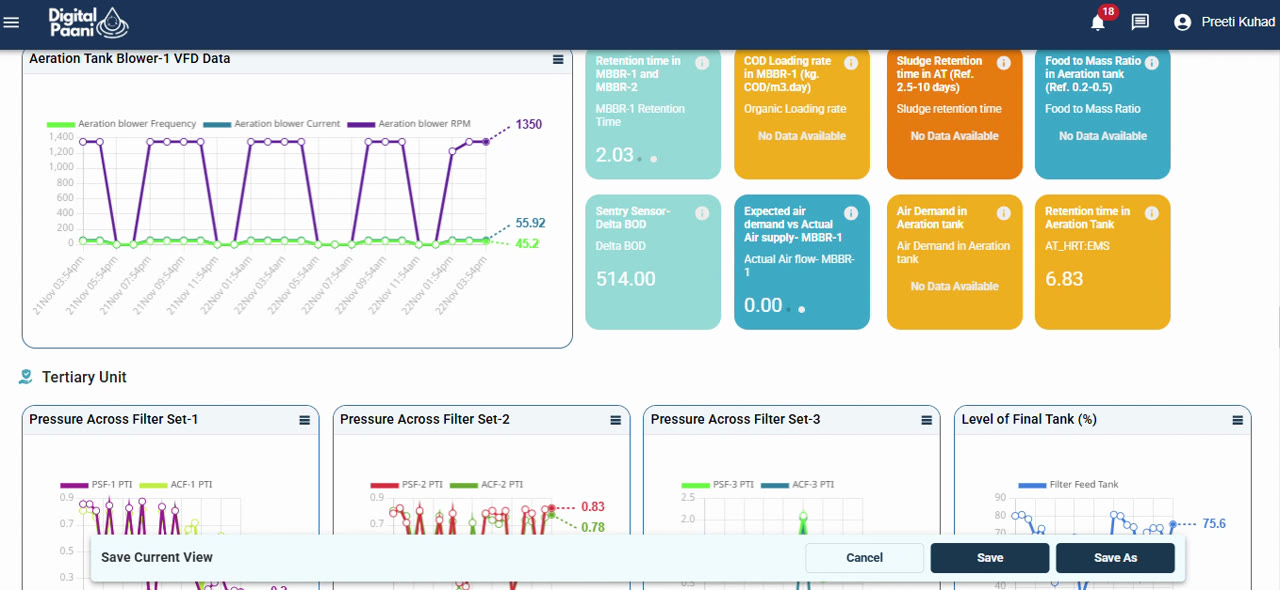 Digital
Paani
18
Preeti Kuhad
Aeration Tank Blower-1 VFD Data
Aeration blower Frequency
Aeration blower Current
Aeration blower RPM
1350
1,400
1,200
1,000
800
600
400
200
0
55.92
45.2
21Nov 03:54pm
21Nov 05:54pm
21Nov 07:54pm
21Nov 09:54pm
21Nov 11:54pm
22Nov 01:54am
22Nov 03:54am
22Nov 05:54am
22Nov 07:54am
22Nov 09:54am
22Nov 11:54am
22Nov 01:54pm
22Nov 03:54pm
Retention time in
MBBR-1 and
MBBR-2
MBBR-1 Retention
Time
2.03
COD Loading rate
in MBBR-1 (kg.
COD/m3.day)
Organic Loading rate
No Data Available
Sludge Retention
time in AT (Ref.
2.5-10 days)
Sludge retention time
No Data Available
Food to Mass Ratio
in Aeration tank
(Ref. 0.2-0.5)
Food to Mass Ratio
No Data Available
Sentry Sensor-
Delta BOD
Delta BOD
514.00
Expected air
demand vs Actual
Air supply- MBBR-1
Actual Air flow- MBBR-
1
0.00
Air Demand in
Aeration tank
Air Demand in Aeration
tank
No Data Available
Retention time in
Aeration Tank
AT_HRT:EMS
6.83
Tertiary Unit
Pressure Across Filter Set-1
PSF-1 PTI
ACF-1 PTI
0.9
0.7
0.5
0.3
Pressure Across Filter Set-2
PSF-2 PTI
ACF-2 PTI
0.9
0.7
0.83
0.78
Pressure Across Filter Set-3
PSF-3 PTI
ACF-3 PTI
2.5
2.0
Level of Final Tank (%)
Filter Feed Tank
90
80
70
40
75.6
Save Current View
Cancel
Save
Save As